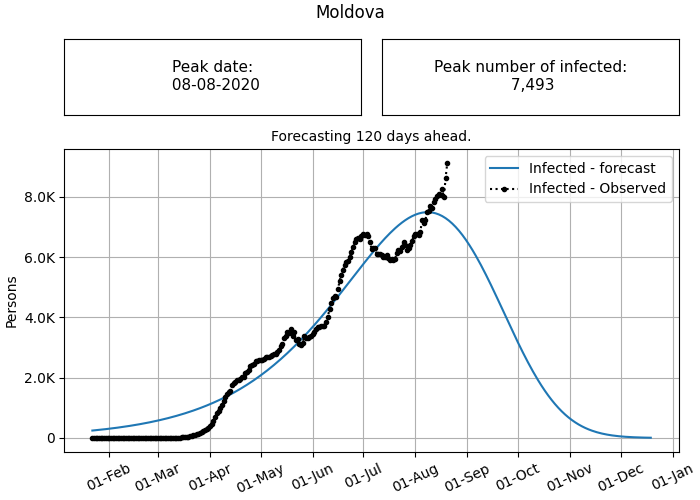 Moldova
Peak date:
08-08-2020
Peak number of infected:
7,493
Forecasting 120 days ahead.
Infected - forecast
Infected - Observed
8.0K
6.0K
4.0K
2.0K
0
Persons
01-Feb
01-Mar
01-Apr
01-May
01-Jun
01-Jul
01-Aug
01-Sep
01-Oct
01-Nov
01-Dec
01-Jan